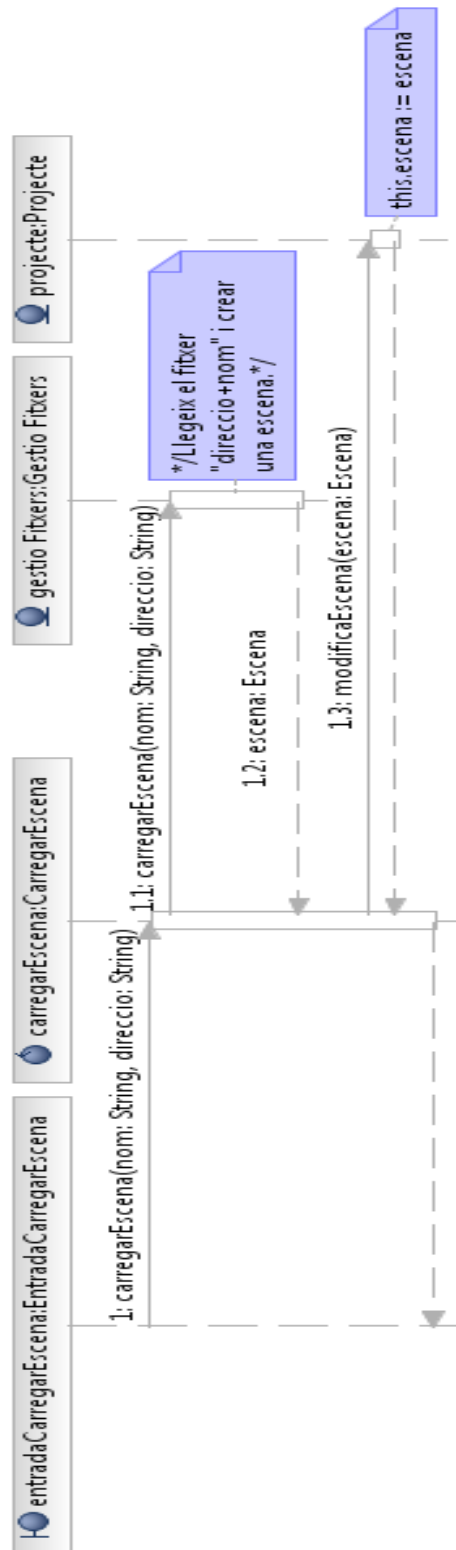 entradaCarregarEscena:EntradaCarregarEscena
carregarEscena:CarregarEscena
gestio Fitxers:Gestio Fitxers
projecte:Projecte
1: carregarEscena(nom: String, direccio: String)
1.1: carregarEscena(nom: String, direccio: String)
*/Llegeix el fitxer
"direccio+nom" i crear
una escena.*/
1.2: escena: Escena
1.3: modificaEscena(escena: Escena)
this.escena := escena